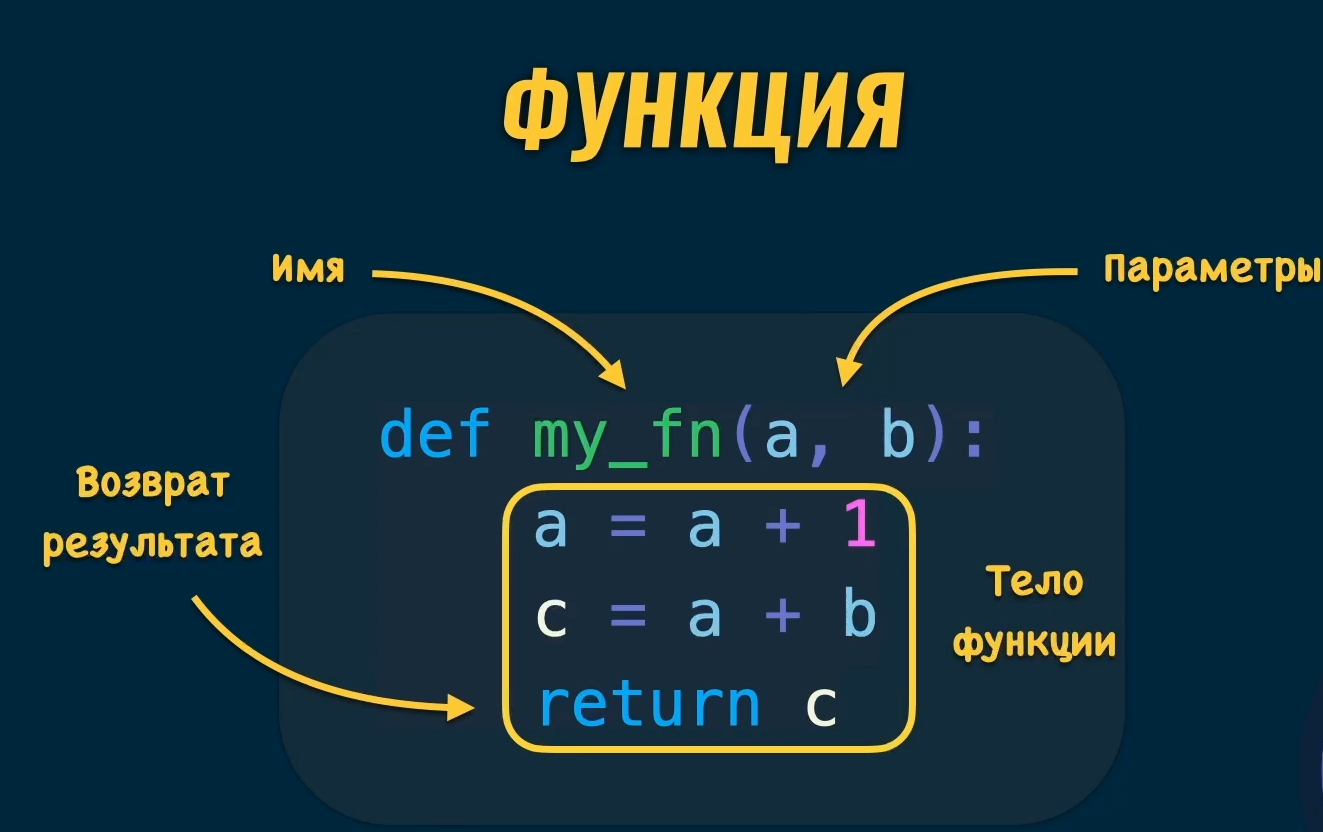 ФУНКЦИЯ
Имя
Параметры
def my_fn(a, b):
Возврат
результата
a = a + 1
c = a + b
return c
Тело
функции